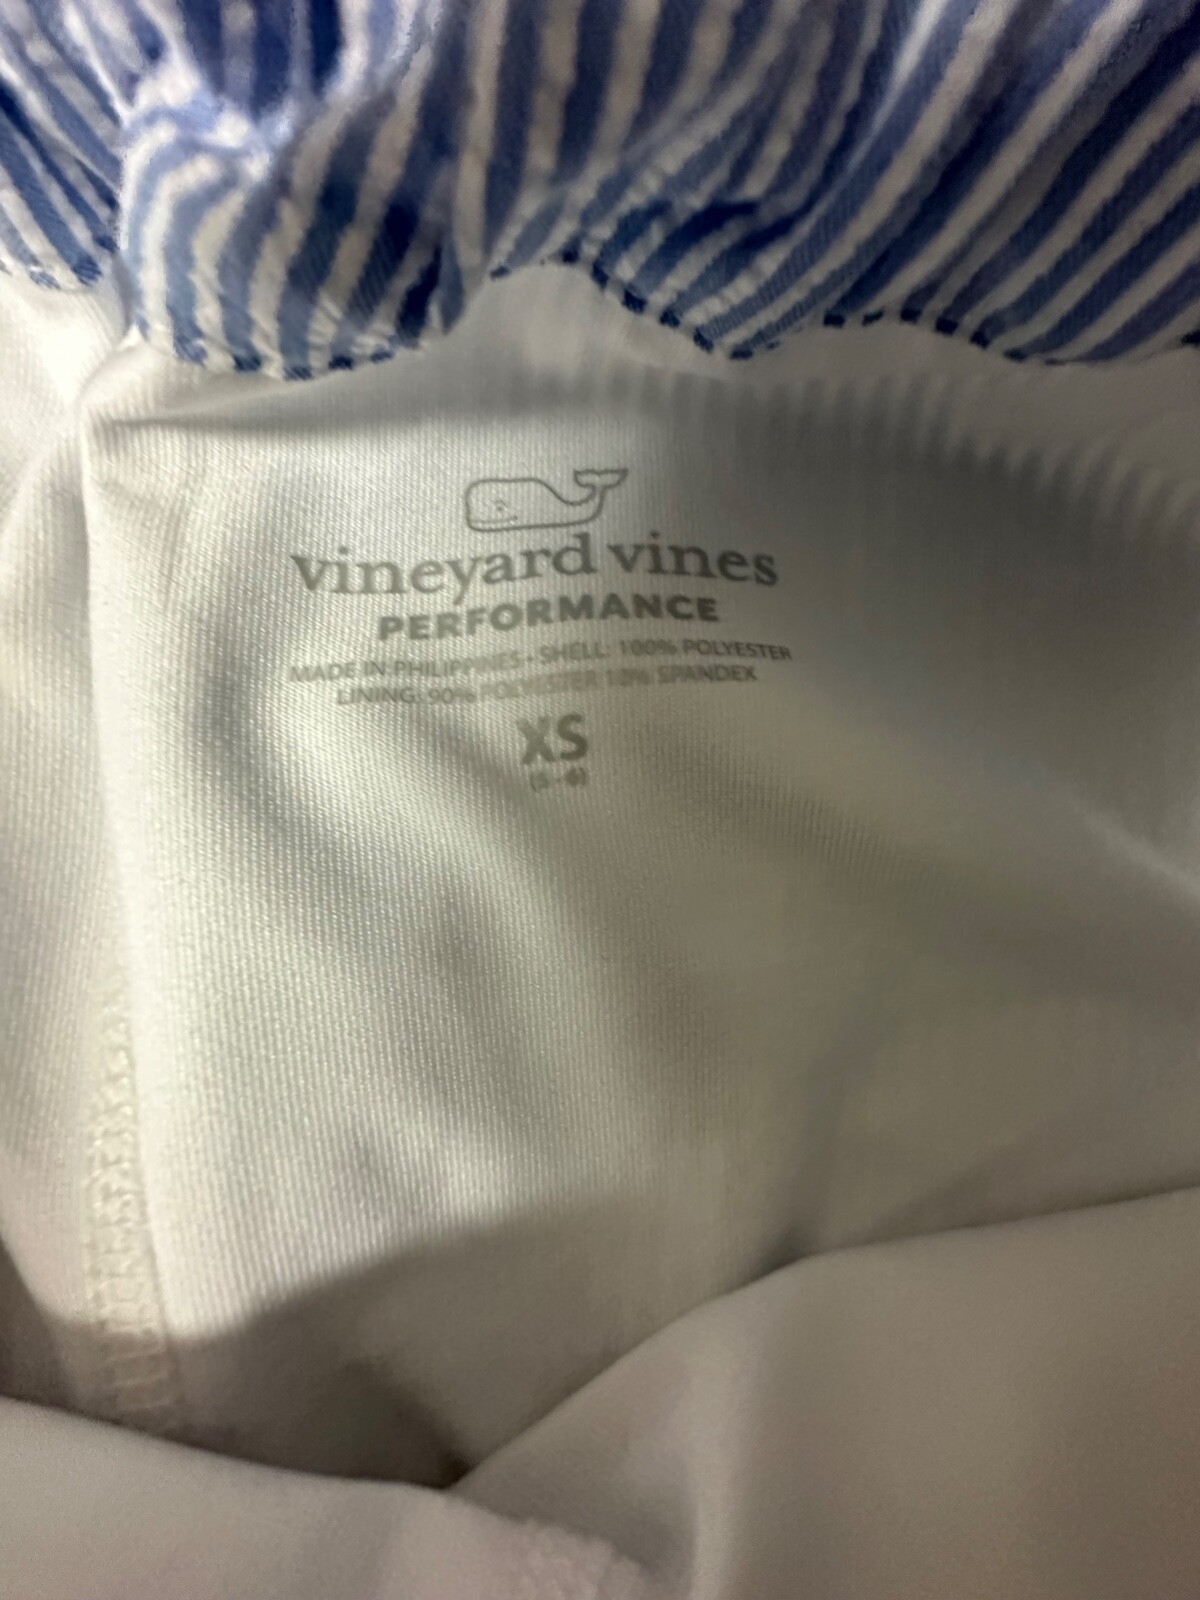 vineyard vines
PERFORMANCE
MADE IN PHILIPPINES • SHELL: 100% POLYESTER
LINING: 90% POLYESTER 10% SPANDEX
XS
(5-6)